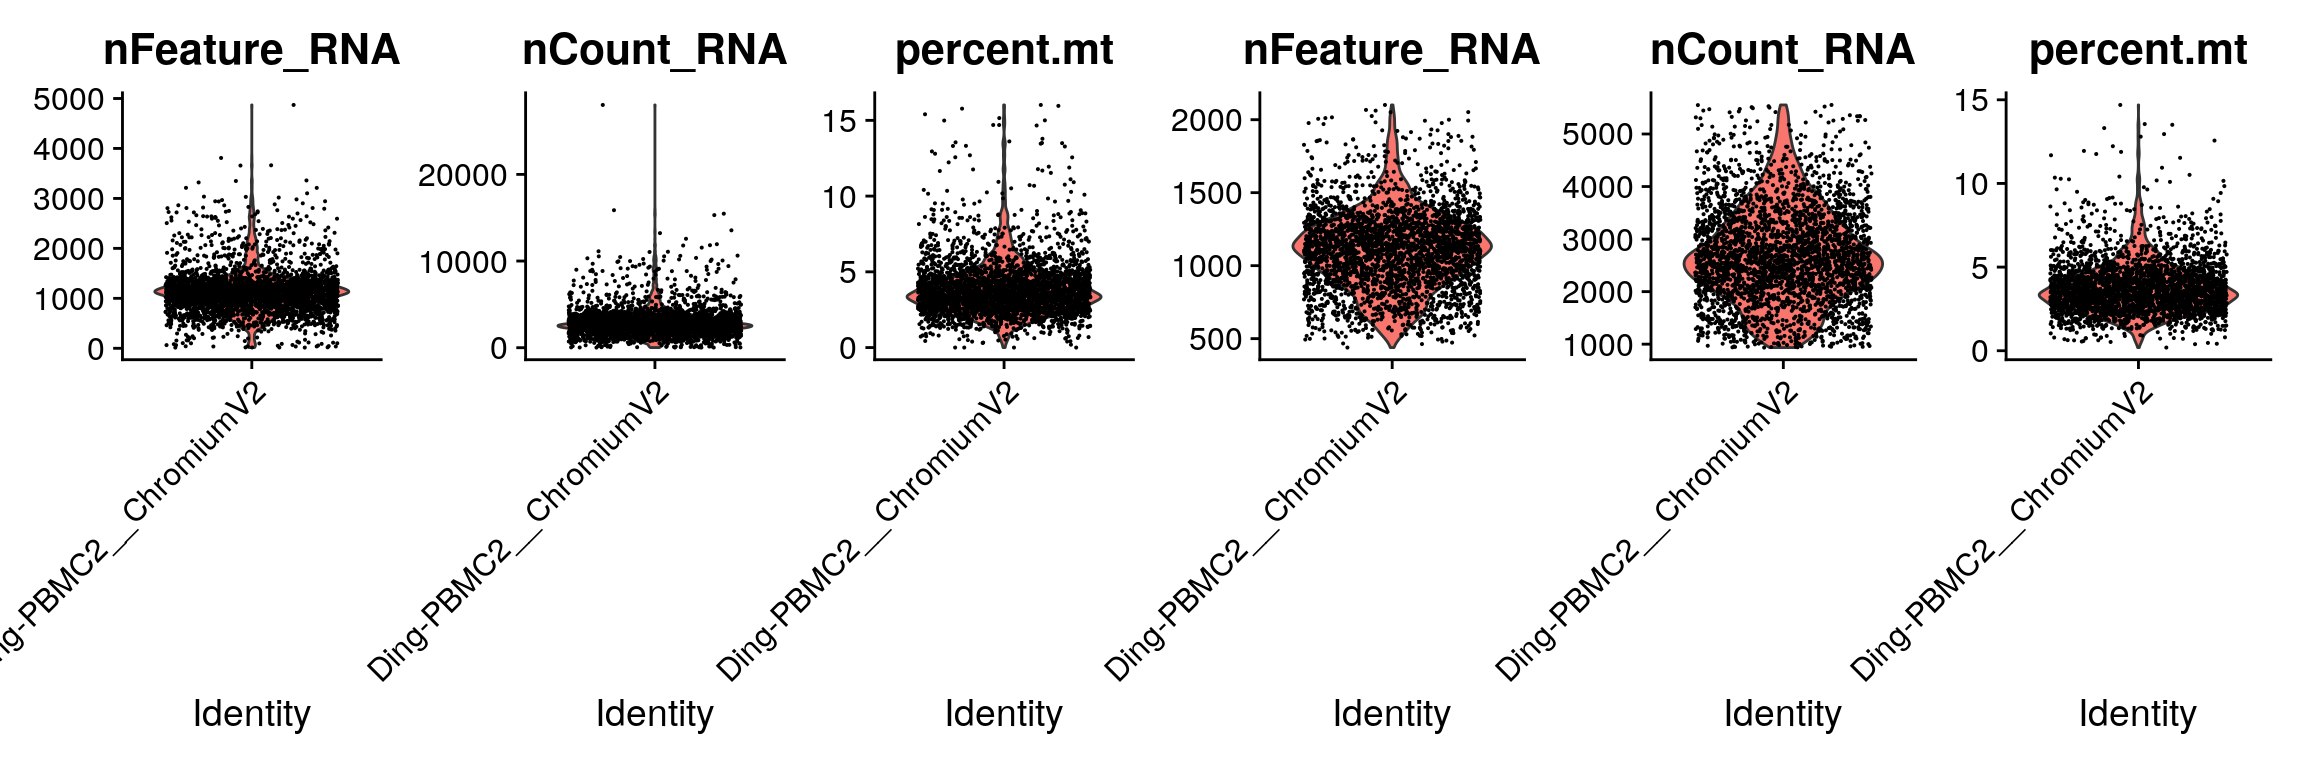 nFeature_RNA
5000
4000
3000
2000
1000
0
ng-PBMC2__ChromiumV2
Identity
nCount_RNA
20000
10000
0
Ding-PBMC2__ChromiumV2
Identity
percent.mt
15
10
5
0
Ding-PBMC2__ChromiumV2
Identity
nFeature_RNA
2000
1500
1000
500
Ding-PBMC2__ChromiumV2
Identity
nCount_RNA
5000
4000
3000
2000
1000
Ding-PBMC2__ChromiumV2
Identity
percent.mt
15
10
5
0
Ding-PBMC2__ChromiumV2
Identity